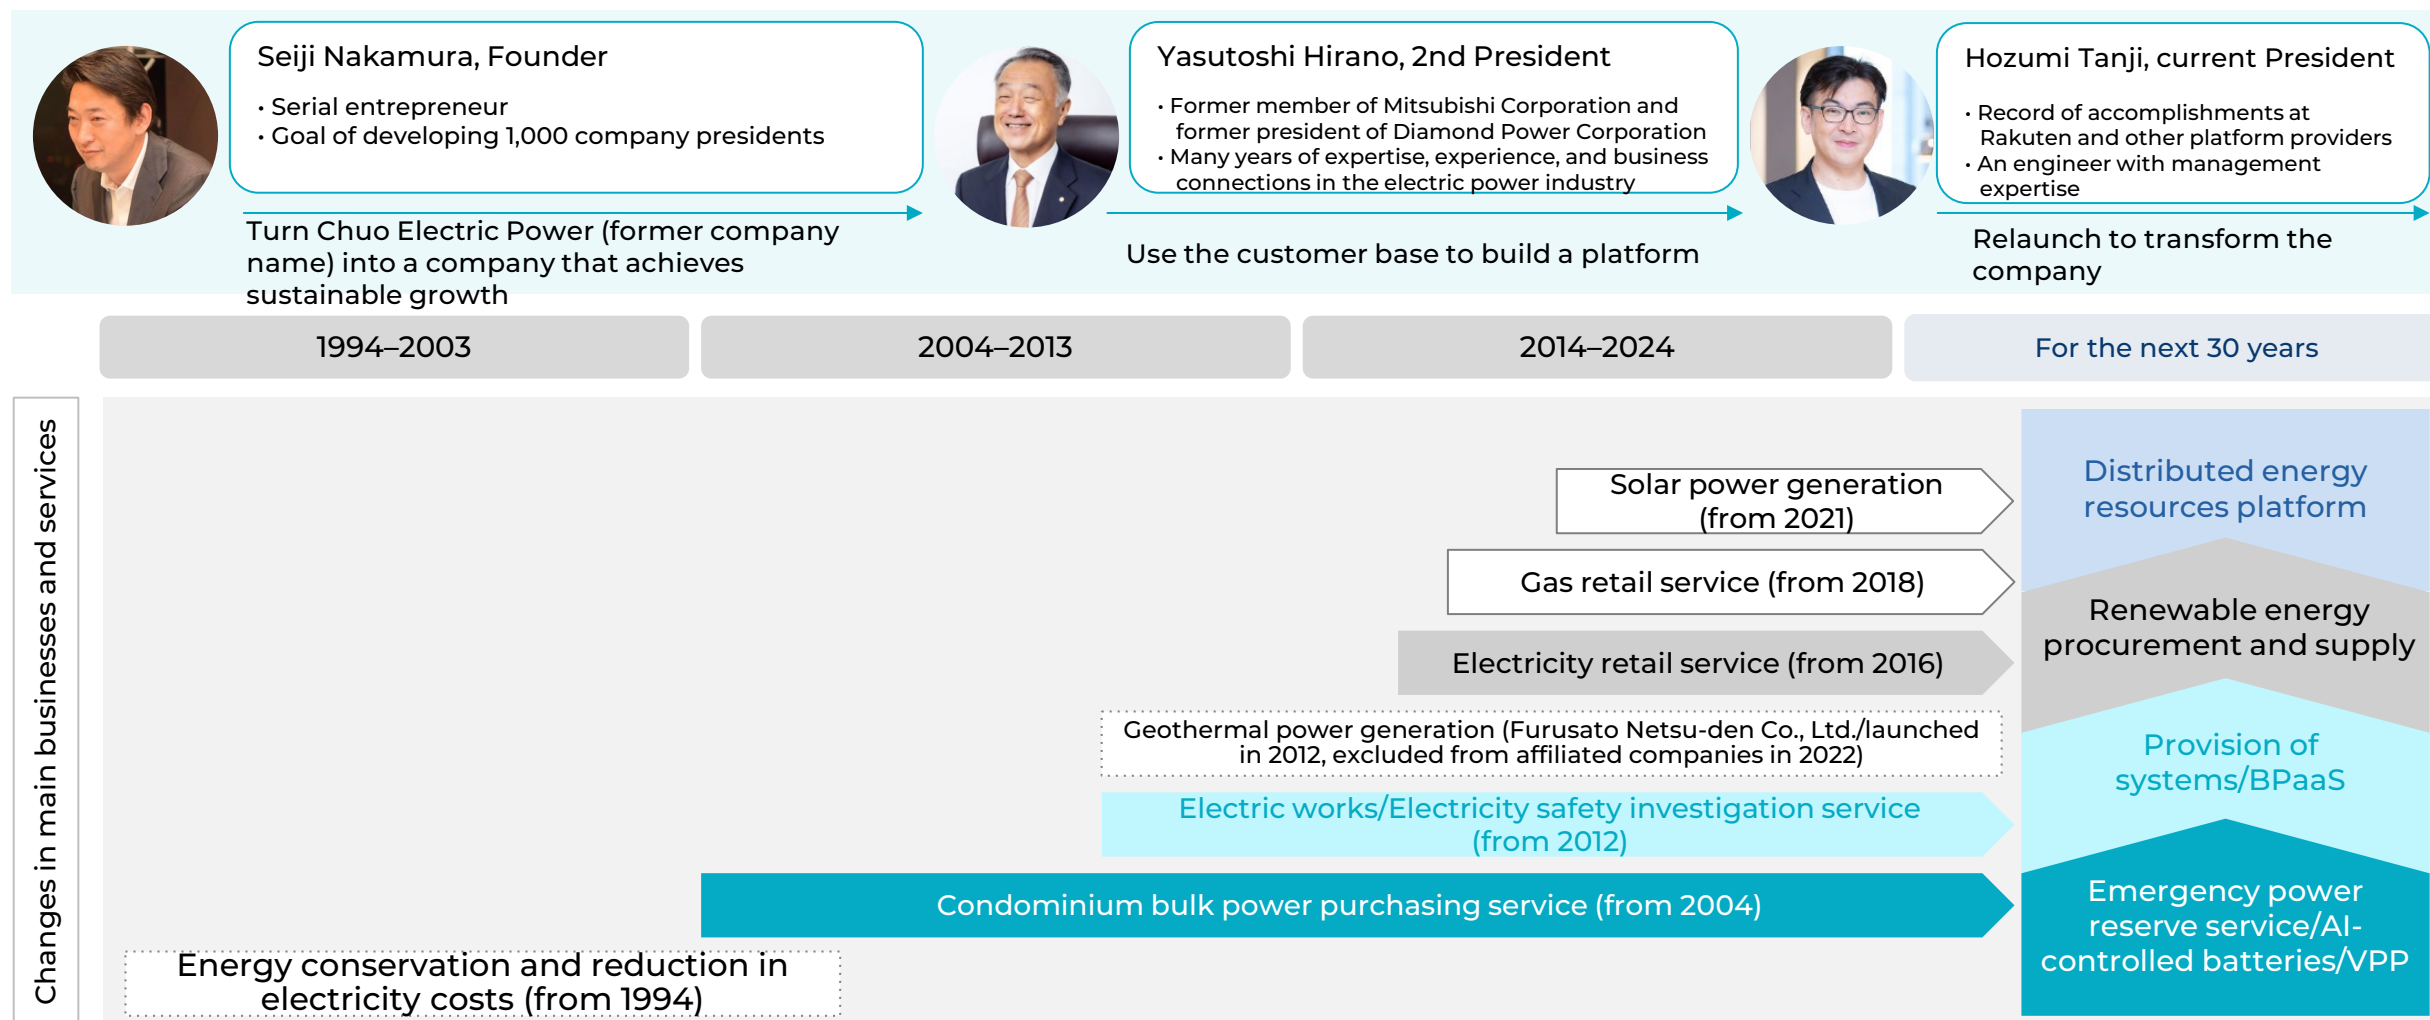 Seiji Nakamura, Founder
• Serial entrepreneur
• Goal of developing 1,000 company presidents
Turn Chuo Electric Power (former company
name) into a company that achieves
sustainable growth
Yasutoshi Hirano, 2nd President
• Former member of Mitsubishi Corporation and
former president of Diamond Power Corporation
• Many years of expertise, experience, and business
connections in the electric power industry
Use the customer base to build a platform
Hozumi Tanji, current President
• Record of accomplishments at
Rakuten and other platform providers
• An engineer with management
expertise
Relaunch to transform the
company
1994–2003
2004–2013
2014–2024
For the next 30 years
Changes in main businesses and services
Solar power generation
(from 2021)
Gas retail service (from 2018)
Electricity retail service (from 2016)
Geothermal power generation (Furusato Netsu-den Co., Ltd./launched
in 2012, excluded from affiliated companies in 2022)
Electric works/Electricity safety investigation service
(from 2012)
Condominium bulk power purchasing service (from 2004)
Energy conservation and reduction in
electricity costs (from 1994)
Distributed energy
resources platform
Renewable energy
procurement and supply
Provision of
systems/BPaaS
Emergency power
reserve service/AI-
controlled batteries/VPP